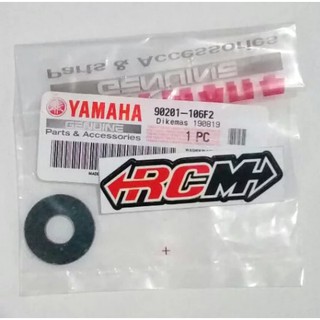 Parts & Accessories
GENUINE
YAMAHA
GENUINE
Parts & Accessories
90201-106F2
Dikemas 190819
1 PC
RCM